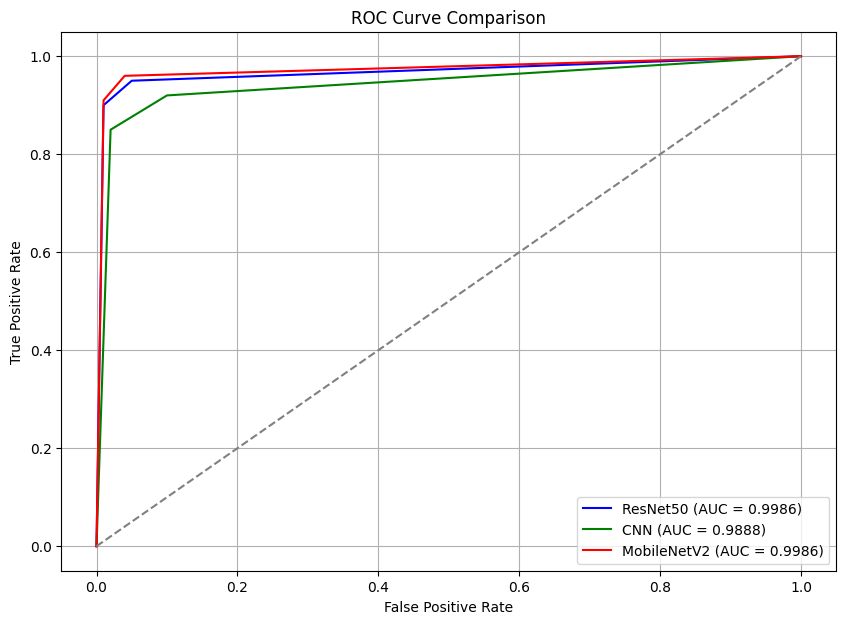 ROC Curve Comparison
True Positive Rate
1.0
0.8
0.6
0.4
0.2
0.0
0.0 0.2 0.4 0.6 0.8 1.0
False Positive Rate
ResNet50 (AUC = 0.9986)
CNN (AUC = 0.9888)
MobileNetV2 (AUC = 0.9986)